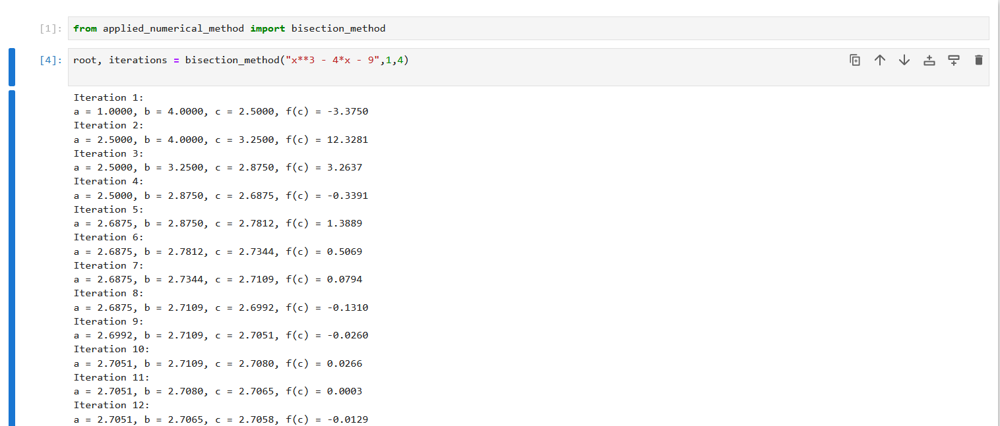 [1]: from applied_numerical_method import bisection_method
[4]: root, iterations = bisection_method("x**3 - 4*x - 9",1,4)
Iteration 1:
a = 1.0000, b = 4.0000, c = 2.5000, f(c) = -3.3750
Iteration 2:
a = 2.5000, b = 4.0000, c = 3.2500, f(c) = 12.3281
Iteration 3:
a = 2.5000, b = 3.2500, c = 2.8750, f(c) = 3.2637
Iteration 4:
a = 2.5000, b = 2.8750, c = 2.6875, f(c) = -0.3391
Iteration 5:
a = 2.6875, b = 2.8750, c = 2.7812, f(c) = 1.3889
Iteration 6:
a = 2.6875, b = 2.7812, c = 2.7344, f(c) = 0.5069
Iteration 7:
a = 2.6875, b = 2.7344, c = 2.7109, f(c) = 0.0794
Iteration 8:
a = 2.6875, b = 2.7109, c = 2.6992, f(c) = -0.1310
Iteration 9:
a = 2.6992, b = 2.7109, c = 2.7051, f(c) = -0.0260
Iteration 10:
a = 2.7051, b = 2.7109, c = 2.7080, f(c) = 0.0266
Iteration 11:
a = 2.7051, b = 2.7080, c = 2.7065, f(c) = 0.0003
Iteration 12:
a = 2.7051, b = 2.7065, c = 2.7058, f(c) = -0.0129